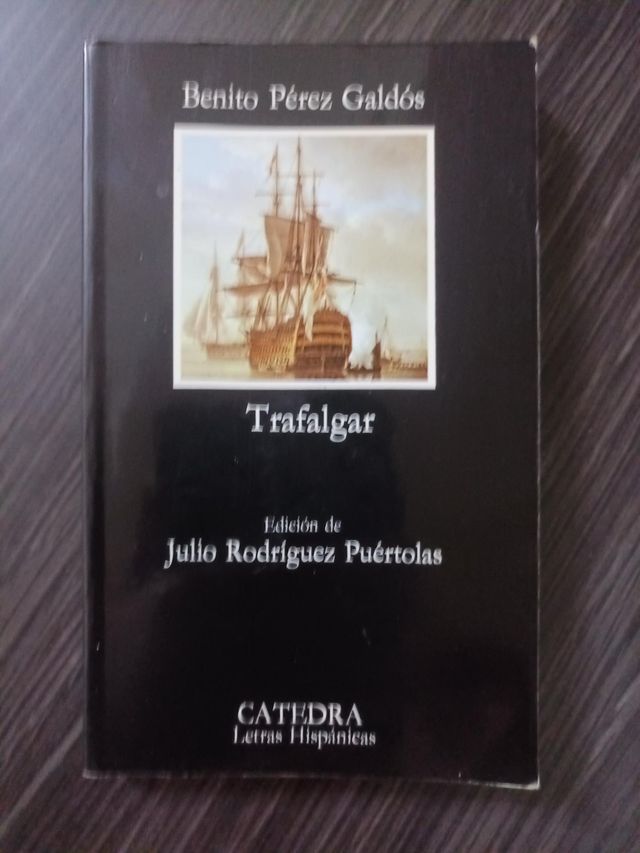 Benito Pérez Galdós
Trafalgar
Edición de
Julio Rodríguez Puértolas
CATEDRA
Letras Hispánicas